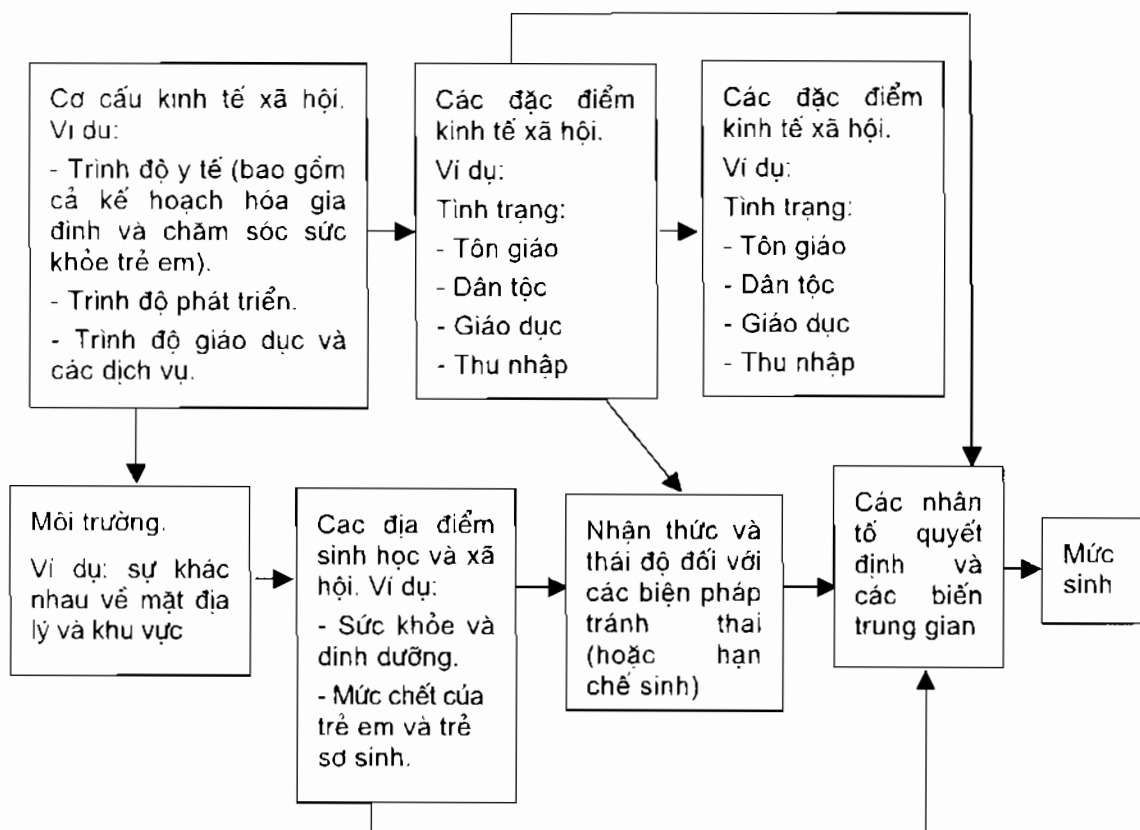 Cơ cấu kinh tế xã hội.
Ví du:
- Trình độ y tế (bao gồm
cả kế hoạch hóa gia
đình và chăm sóc sức
khỏe trẻ em).
- Trình độ phát triển.
- Trình độ giáo dục và
các dịch vụ.
Các đặc điểm
kinh tế xã hội.
Ví dụ:
Tình trạng:
- Tôn giáo
- Dân tộc
- Giáo dục
- Thu nhập
Các đặc điểm
kinh tế xã hội.
Ví dụ:
Tình trạng:
- Tôn giáo
- Dân tộc
- Giáo dục
- Thu nhập
Môi trường.
Ví dụ: sự khác
nhau về mặt địa
lý và khu vực
Cac địa điểm
sinh học và xã
hội. Ví dụ:
- Sức khỏe và
dinh dưỡng.
- Mức chết của
trẻ em và trẻ
sơ sinh.
Nhận thức và
thái độ đối với
các biện pháp
tránh thai
(hoặc hạn
chế sinh)
Các nhân
tố quyết
định và
các biến
trung gian
Mức
sinh